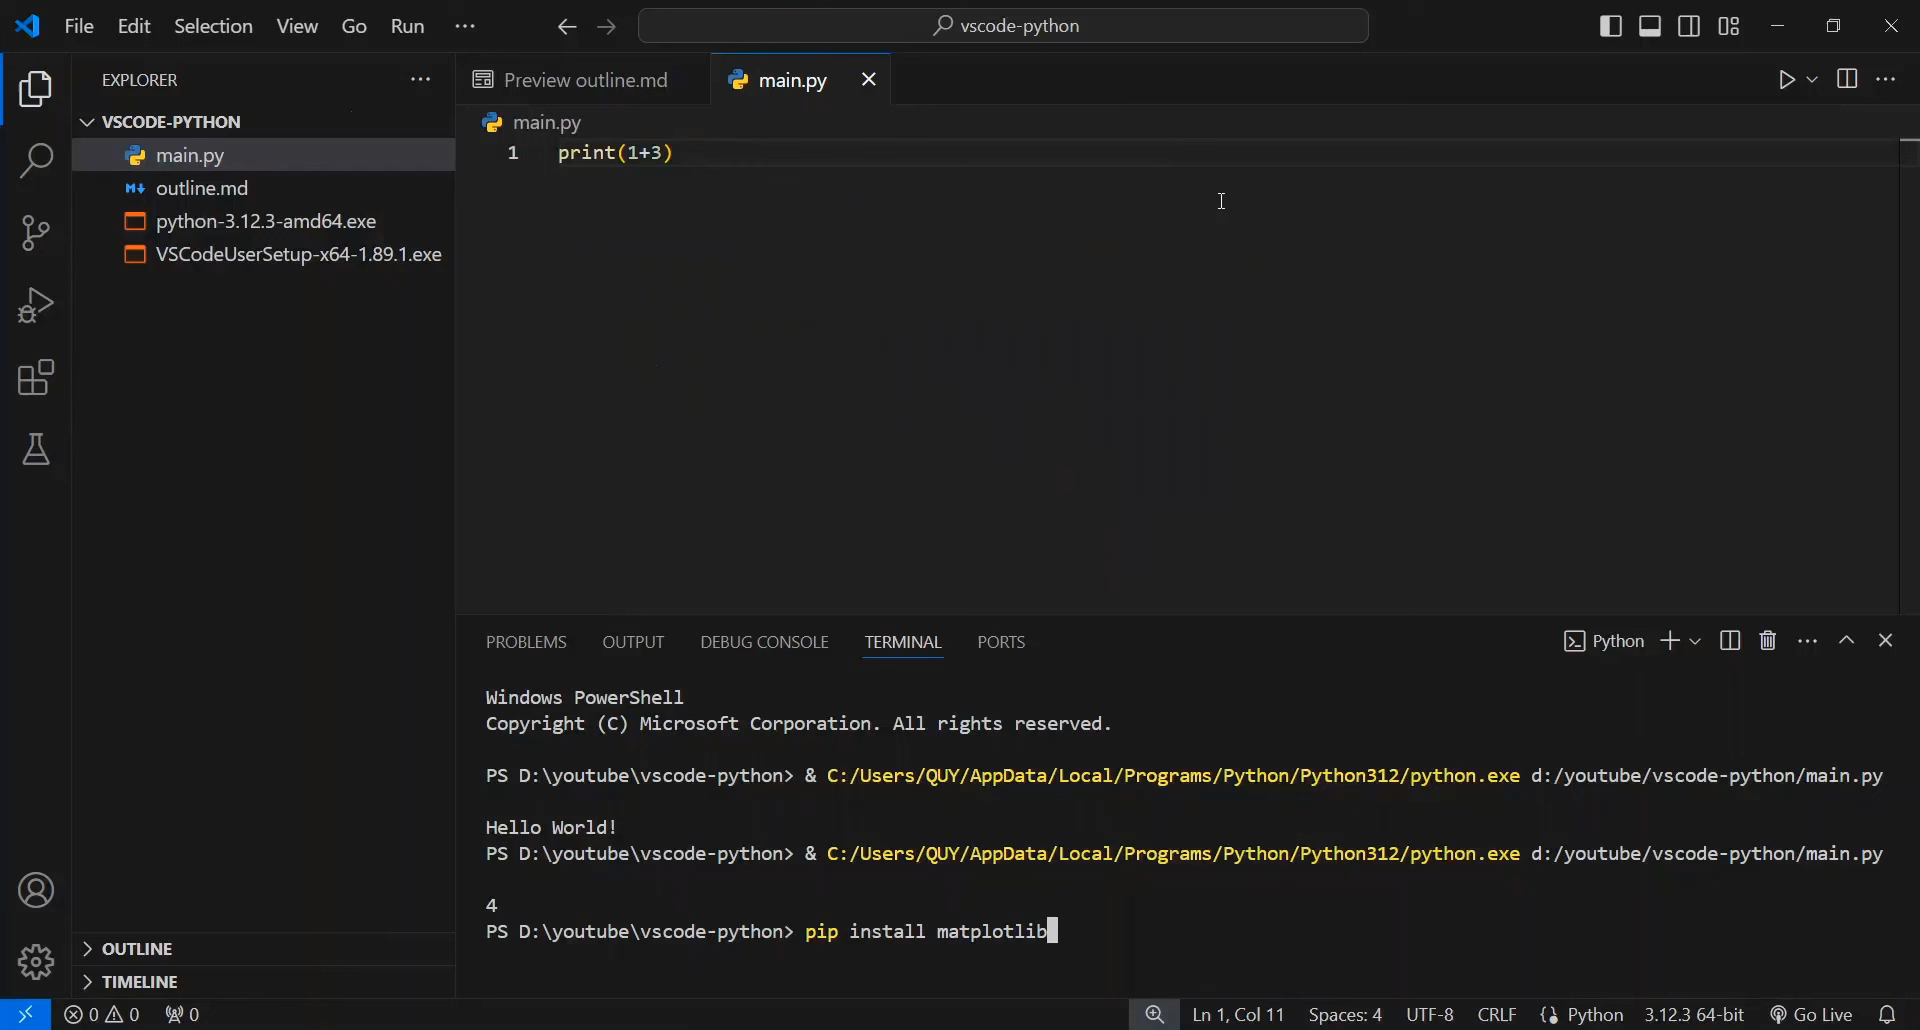 File Edit Selection View Go Run ···
vscode-python
EXPLORER ···
VSCODE-PYTHON
main.py
outline.md
python-3.12.3-amd64.exe
VSCodeUserSetup-x64-1.89.1.exe
OUTLINE
TIMELINE
Preview outline.md
main.py
main.py
1 print(1+3)
PROBLEMS OUTPUT DEBUG CONSOLE TERMINAL PORTS
Python
Windows PowerShell
Copyright (C) Microsoft Corporation. All rights reserved.
PS D:\youtube\vscode-python> & C:/Users/QUY/AppData/Local/Programs/Python/Python312/python.exe d:/youtube/vscode-python/main.py
Hello World!
PS D:\youtube\vscode-python> & C:/Users/QUY/AppData/Local/Programs/Python/Python312/python.exe d:/youtube/vscode-python/main.py
4
PS D:\youtube\vscode-python> pip install matplotlib
0 0 0
Ln 1, Col 11 Spaces: 4 UTF-8 CRLF Python 3.12.3 64-bit Go Live